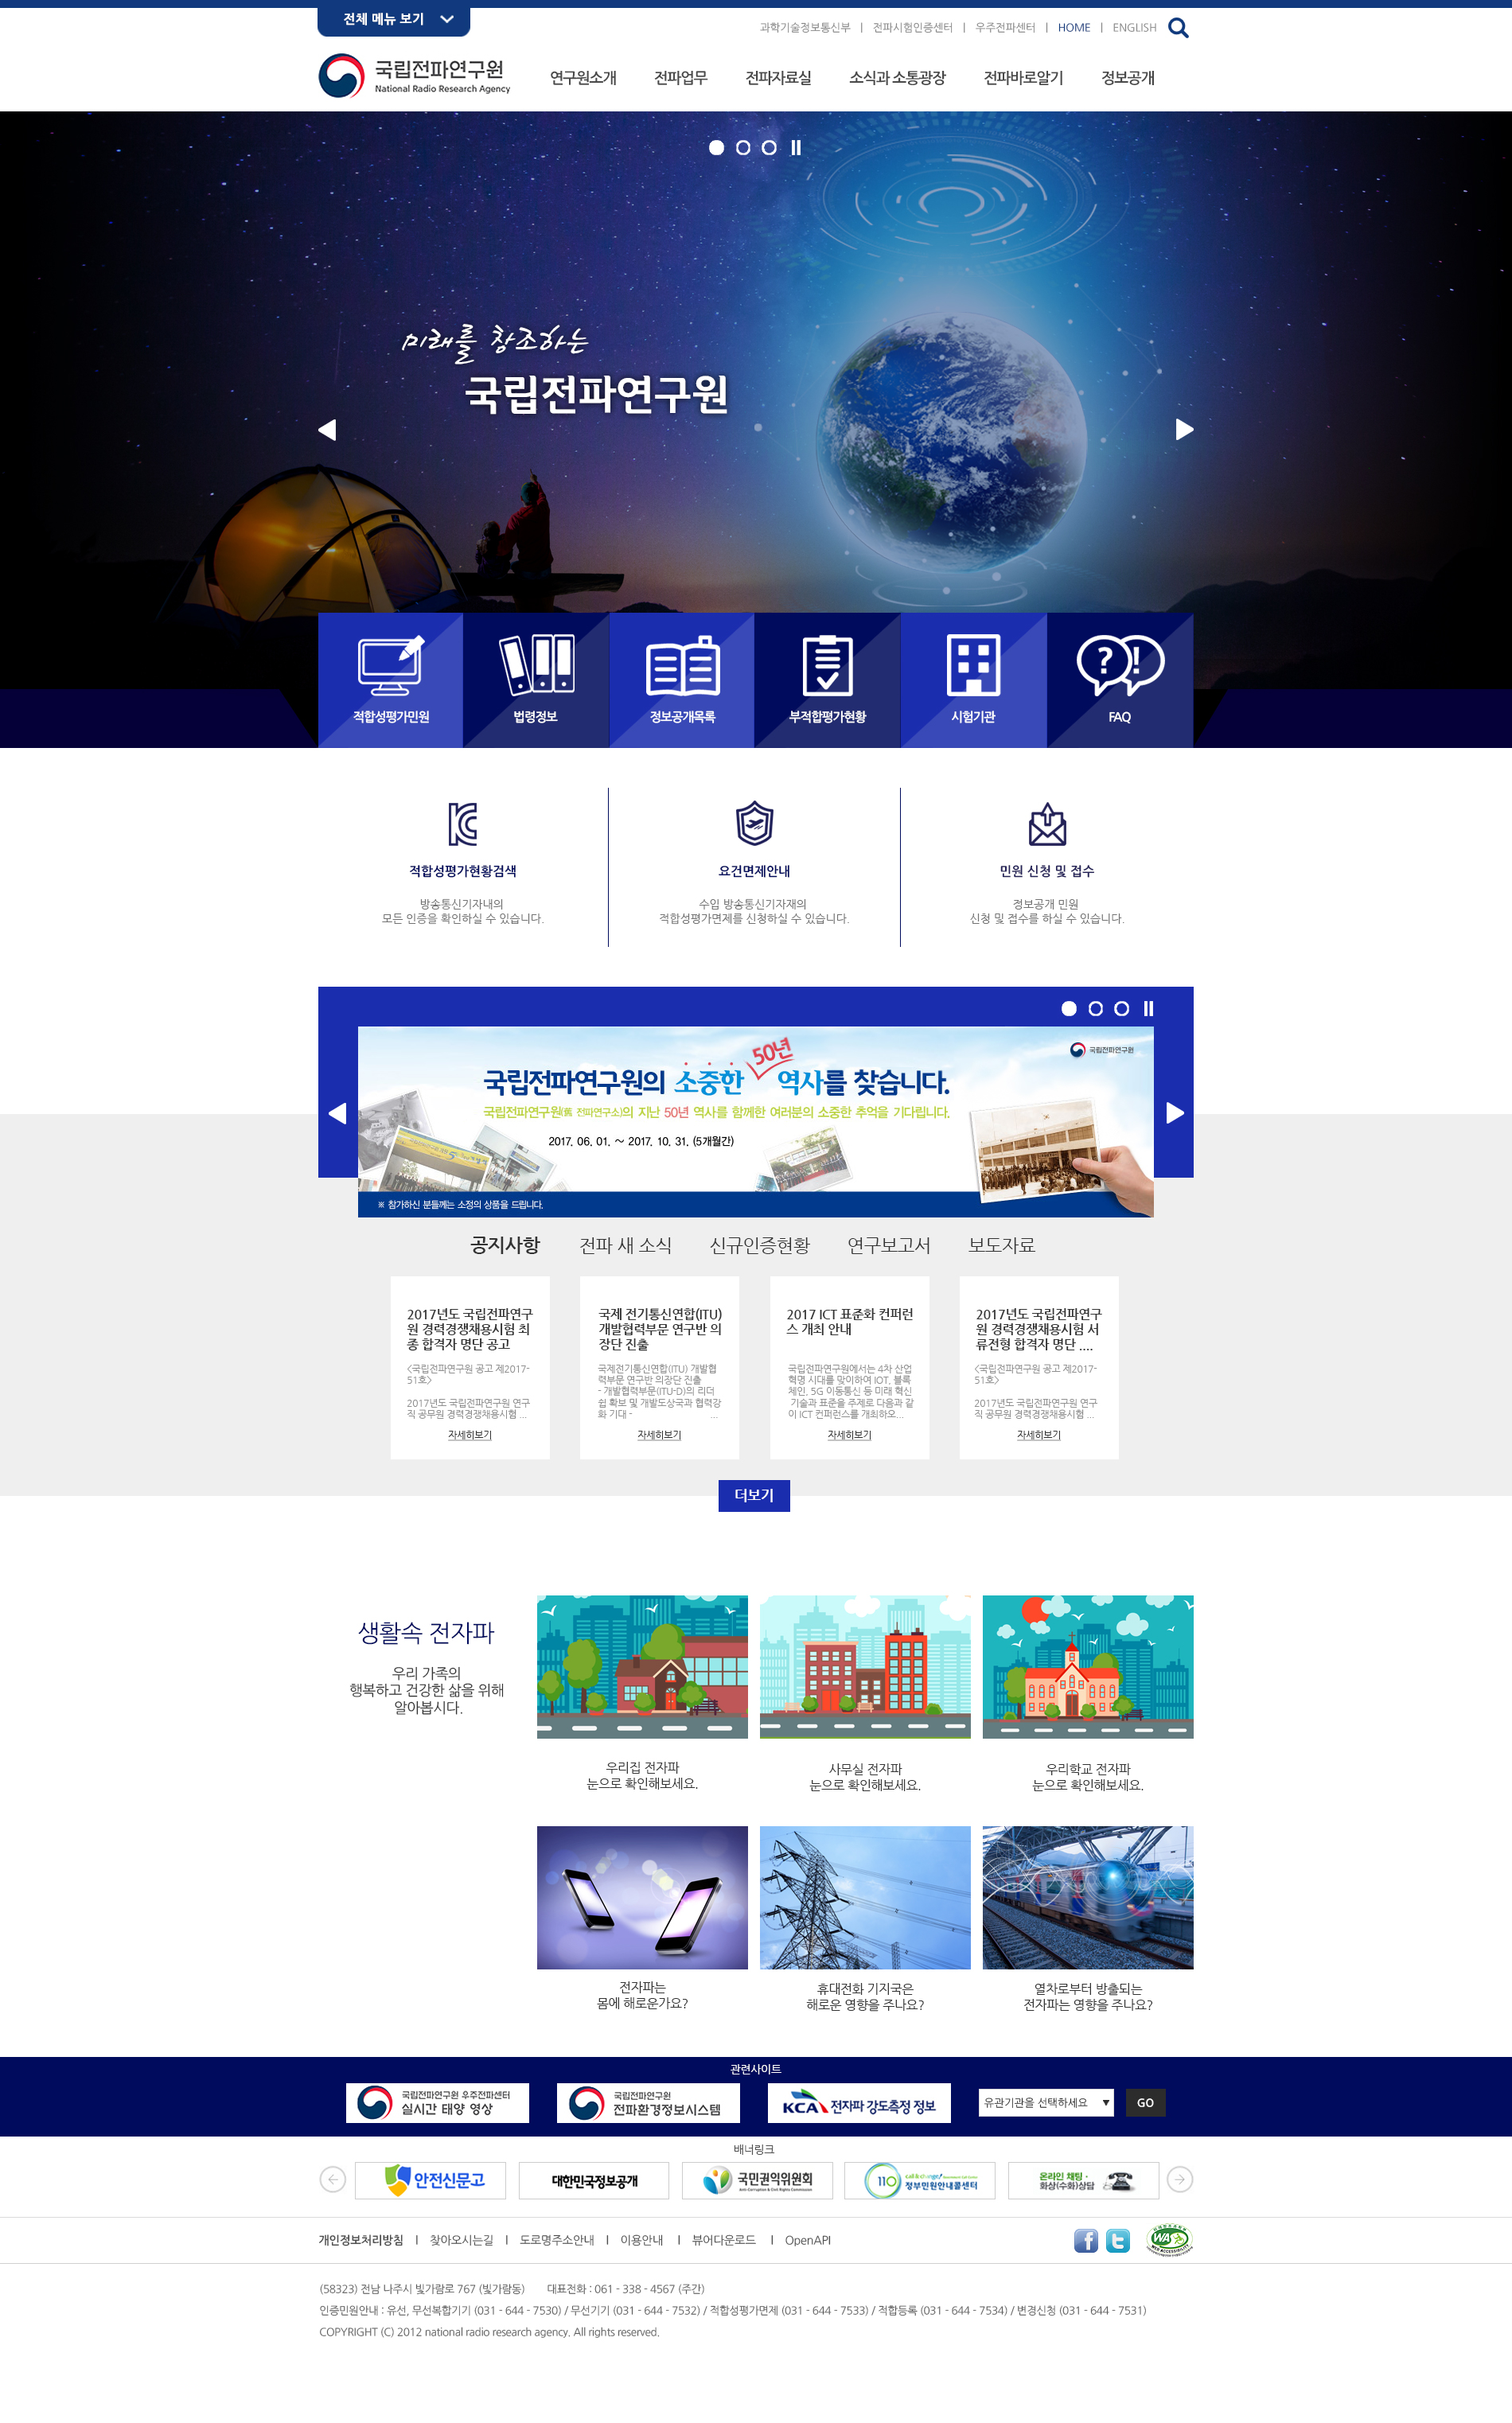 전체 메뉴 보기
과학기술정보통신부 | 전파시험인증센터 | 우주전파센터 | HOME | ENGLISH
국립전파연구원
National Radio Research Agency
연구원소개 전파업무 전파자료실 소식과 소통광장 전파바로알기 정보공개
미래를 창조하는
국립전파연구원
적합성평가민원 법령정보 정보공개목록 부적합평가현황 시험기관 FAQ
적합성평가현황검색
방송통신기자내의
모든 인증을 확인하실 수 있습니다.
요건면제안내
수입 방송통신기자재의
적합성평가면제를 신청하실 수 있습니다.
민원 신청 및 접수
정보공개 민원
신청 및 접수를 하실 수 있습니다.
국립전파연구원
국립전파연구원의 소중한 50년 역사를 찾습니다.
국립전파연구원(舊 전파연구소)의 지난 50년 역사를 함께한 여러분의 소중한 추억을 기다립니다.
2017. 06. 01. ~ 2017. 10. 31. (5개월간)
※ 참가하신 분들께는 소정의 상품을 드립니다.
공지사항 전파 새 소식 신규인증현황 연구보고서 보도자료
2017년도 국립전파연구
원 경력경쟁채용시험 최
종 합격자 명단 공고
<국립전파연구원 공고 제2017-
51호>
2017년도 국립전파연구원 연구
직 공무원 경력경쟁채용시험 ...
자세히보기
국제 전기통신연합(ITU)
개발협력부문 연구반 의
장단 진출
국제전기통신연합(ITU) 개발협
력부문 연구반 의장단 진출
- 개발협력부문(ITU-D)의 리더
쉽 확보 및 개발도상국과 협력강
화 기대 - ...
자세히보기
2017 ICT 표준화 컨퍼런
스 개최 안내
국립전파연구원에서는 4차 산업
혁명 시대를 맞이하여 IOT, 블록
체인, 5G 이동통신 등 미래 혁신
기술과 표준을 주제로 다음과 같
이 ICT 컨퍼런스를 개최하오...
자세히보기
2017년도 국립전파연구
원 경력경쟁채용시험 서
류전형 합격자 명단 ....
<국립전파연구원 공고 제2017-
51호>
2017년도 국립전파연구원 연구
직 공무원 경력경쟁채용시험 ...
자세히보기
더보기
생활속 전자파
우리 가족의
행복하고 건강한 삶을 위해
알아봅시다.
우리집 전자파
눈으로 확인해보세요.
사무실 전자파
눈으로 확인해보세요.
우리학교 전자파
눈으로 확인해보세요.
전자파는
몸에 해로운가요?
휴대전화 기지국은
해로운 영향을 주나요?
열차로부터 방출되는
전자파는 영향을 주나요?
관련사이트
국립전파연구원 우주전파센터
실시간 태양 영상
국립전파연구원
전파환경정보시스템
KCA 전자파 강도측정 정보
유관기관을 선택하세요 ▼
GO
배너링크
안전신문고
대한민국정보공개
국민권익위원회
Anti-Corruption & Civil Rights Commission
110
정부민원안내콜센터
온라인 채팅·
화상(수화)상담
개인정보처리방침 | 찾아오시는길 | 도로명주소안내 | 이용안내 | 뷰어다운로드 | OpenAPI
WA
WEB ACCESSIBILITY
(58323) 전남 나주시 빛가람로 767 (빛가람동) 대표전화 : 061 - 338 - 4567 (주간)
인증민원안내 : 유선, 무선복합기기 (031 - 644 - 7530) / 무선기기 (031 - 644 - 7532) / 적합성평가면제 (031 - 644 - 7533) / 적합등록 (031 - 644 - 7534) / 변경신청 (031 - 644 - 7531)
COPYRIGHT (C) 2012 national radio research agency. All rights reserved.